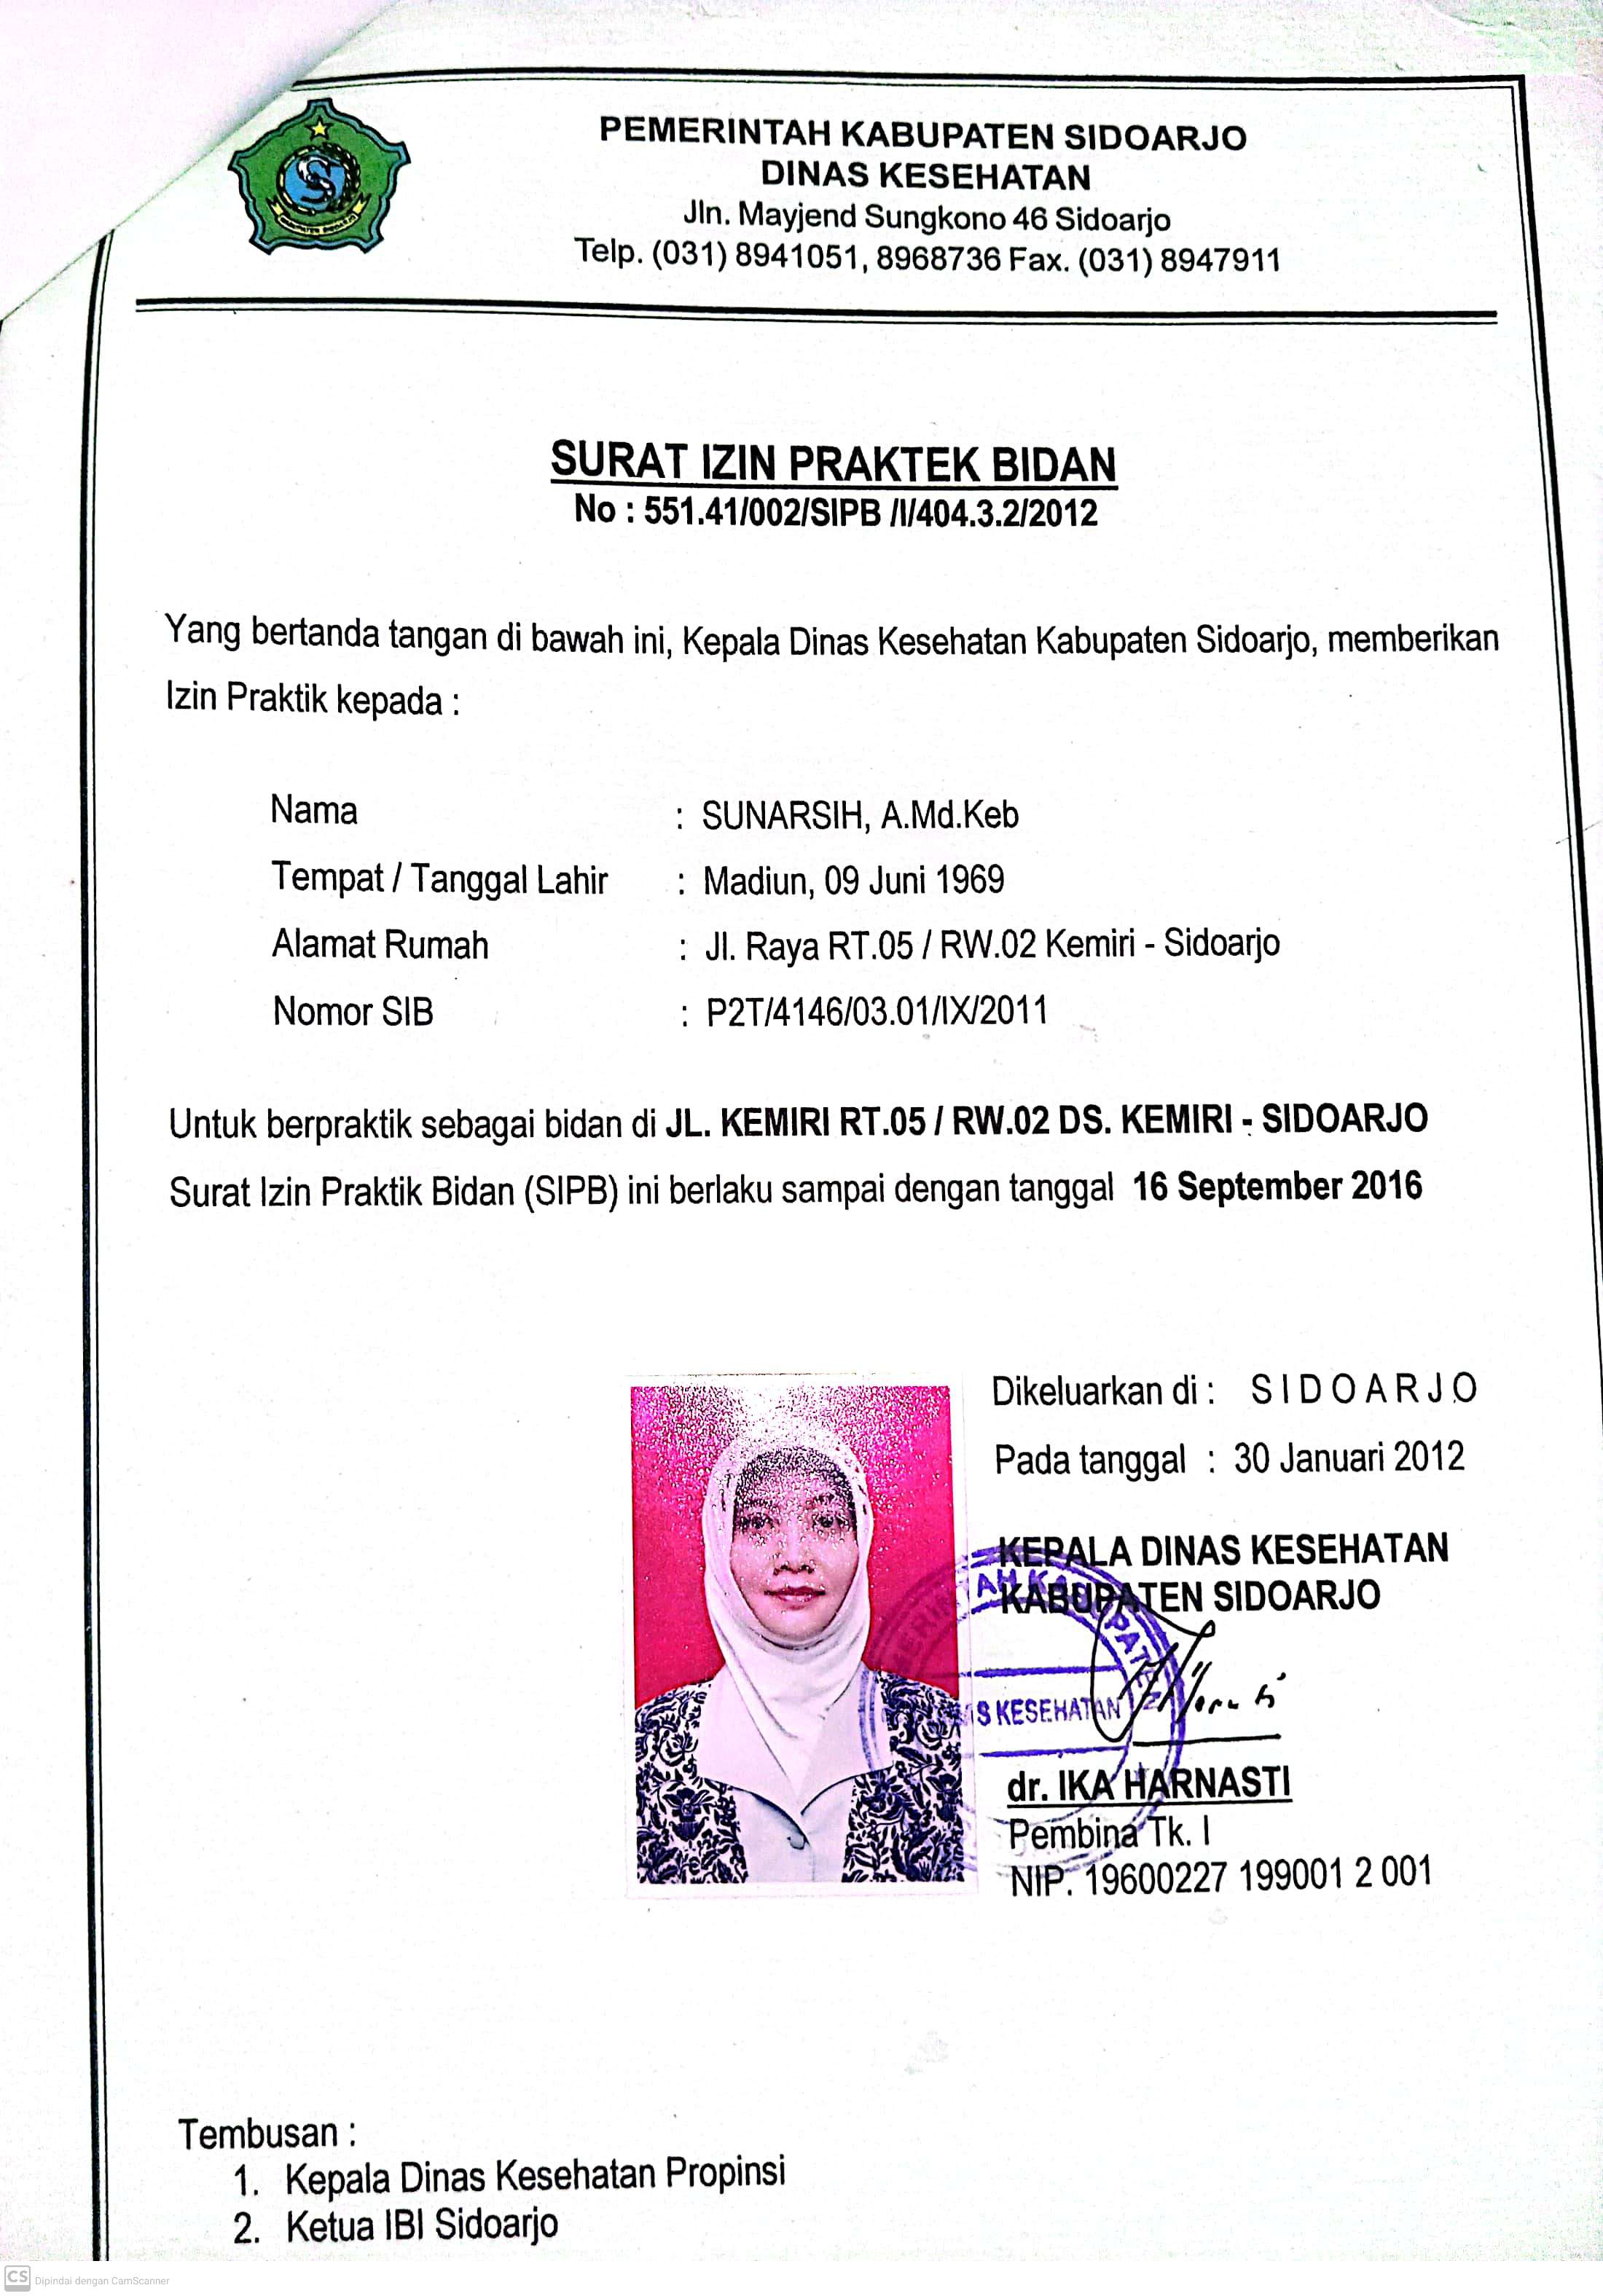 PEMERINTAH KABUPATEN SIDOARJO
DINAS KESEHATAN
Jln. Mayjend Sungkono 46 Sidoarjo
Telp. (031) 8941051, 8968736 Fax. (031) 8947911
SURAT IZIN PRAKTEK BIDAN
No : 551.41/002/SIPB /I/404.3.2/2012
Yang bertanda tangan di bawah ini, Kepala Dinas Kesehatan Kabupaten Sidoarjo, memberikan
Izin Praktik kepada :
Nama : SUNARSIH, A.Md.Keb
Tempat / Tanggal Lahir : Madiun, 09 Juni 1969
Alamat Rumah : Jl. Raya RT.05 / RW.02 Kemiri - Sidoarjo
Nomor SIB : P2T/4146/03.01/IX/2011
Untuk berpraktik sebagai bidan di JL. KEMIRI RT.05 / RW.02 DS. KEMIRI - SIDOARJO
Surat Izin Praktik Bidan (SIPB) ini berlaku sampai dengan tanggal 16 September 2016
Dikeluarkan di : S I D O A R J O
Pada tanggal : 30 Januari 2012
KEPALA DINAS KESEHATAN
KABUPATEN SIDOARJO
KESEHATAN
dr. IKA HARNASTI
Pembina Tk. I
NIP. 19600227 199001 2 001
Tembusan :
1. Kepala Dinas Kesehatan Propinsi
2. Ketua IBI Sidoarjo
CS Dipindai dengan CamScanner